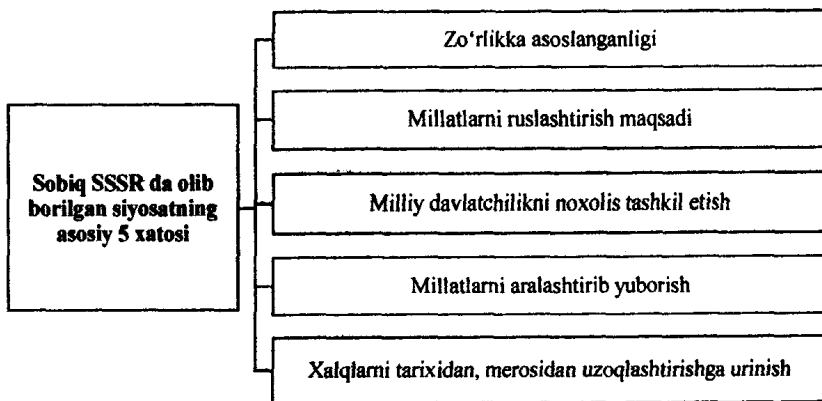 Sobiq SSSR da olib
borilgan siyosatning
asosiy 5 xatosi
Zo‘rlikka asoslanganligi
Millatlarni ruslashtirish maqsadi
Milliy davlatchilikni noxolis tashkil etish
Millatlarni aralashtirib yuborish
Xalqlarni tarixidan, merosidan uzoqlashtirishga urinish